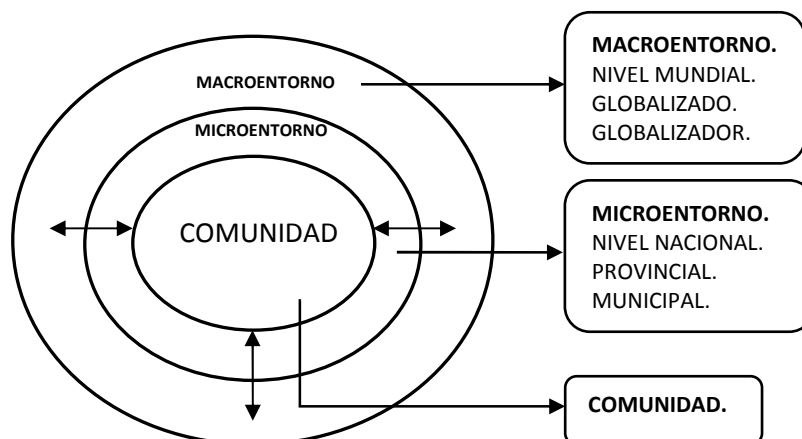 MACROENTORNO
MICROENTORNO
COMUNIDAD
MACROENTORNO.
NIVEL MUNDIAL.
GLOBALIZADO.
GLOBALIZADOR.
MICROENTORNO.
NIVEL NACIONAL.
PROVINCIAL.
MUNICIPAL.
COMUNIDAD.